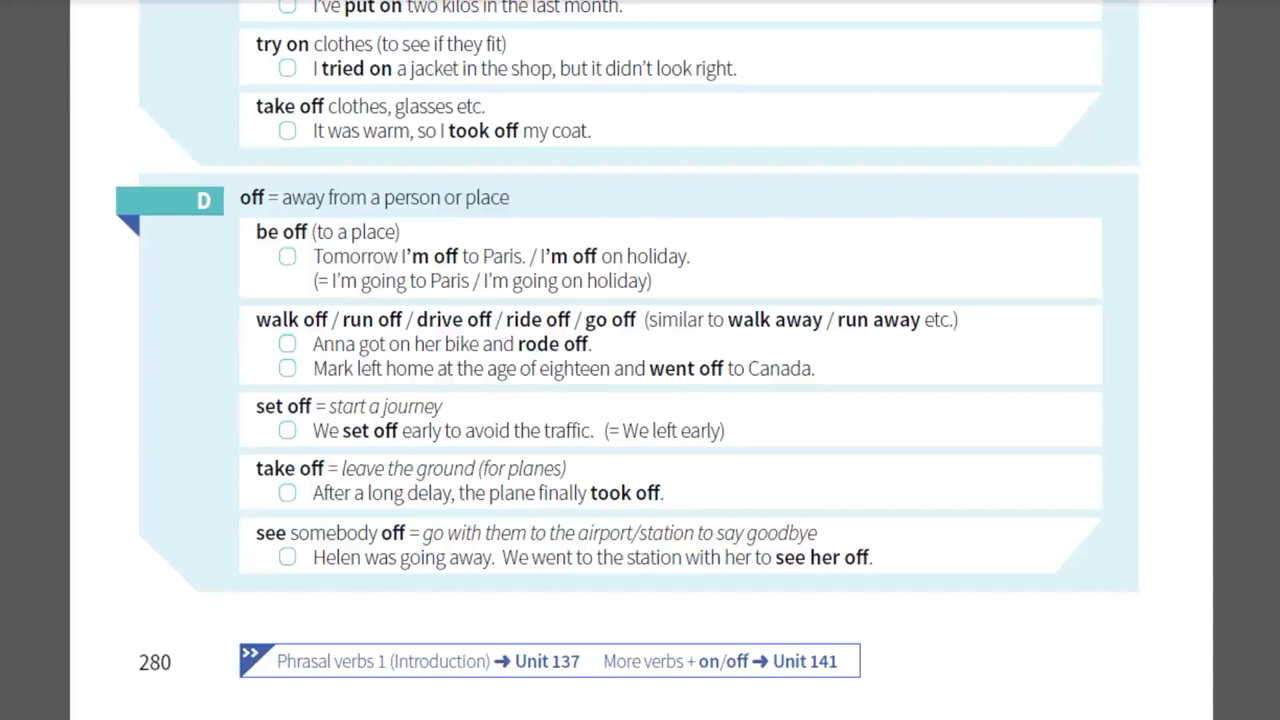 I've put on two kilos in the last month.
try on clothes (to see if they fit)
I tried on a jacket in the shop, but it didn't look right.
take off clothes, glasses etc.
It was warm, so I took off my coat.
D off = away from a person or place
be off (to a place)
Tomorrow I'm off to Paris. / I'm off on holiday.
(= I'm going to Paris / I'm going on holiday)
walk off / run off / drive off / ride off / go off (similar to walk away / run away etc.)
Anna got on her bike and rode off.
Mark left home at the age of eighteen and went off to Canada.
set off = start a journey
We set off early to avoid the traffic. (= We left early)
take off = leave the ground (for planes)
After a long delay, the plane finally took off.
see somebody off = go with them to the airport/station to say goodbye
Helen was going away. We went to the station with her to see her off.
280 Phrasal verbs 1 (Introduction) ➜ Unit 137 More verbs + on/off ➜ Unit 141